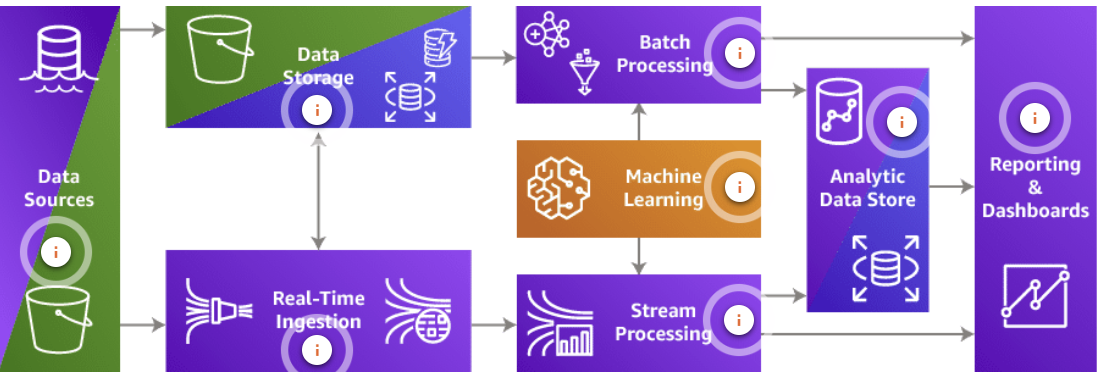 Data
Sources
i
Data
Storage
i
Real-Time
Ingestion
i
Batch
Processing
i
Machine
Learning
i
Stream
Processing
i
i
Analytic
Data Store
i
Reporting
&
Dashboards